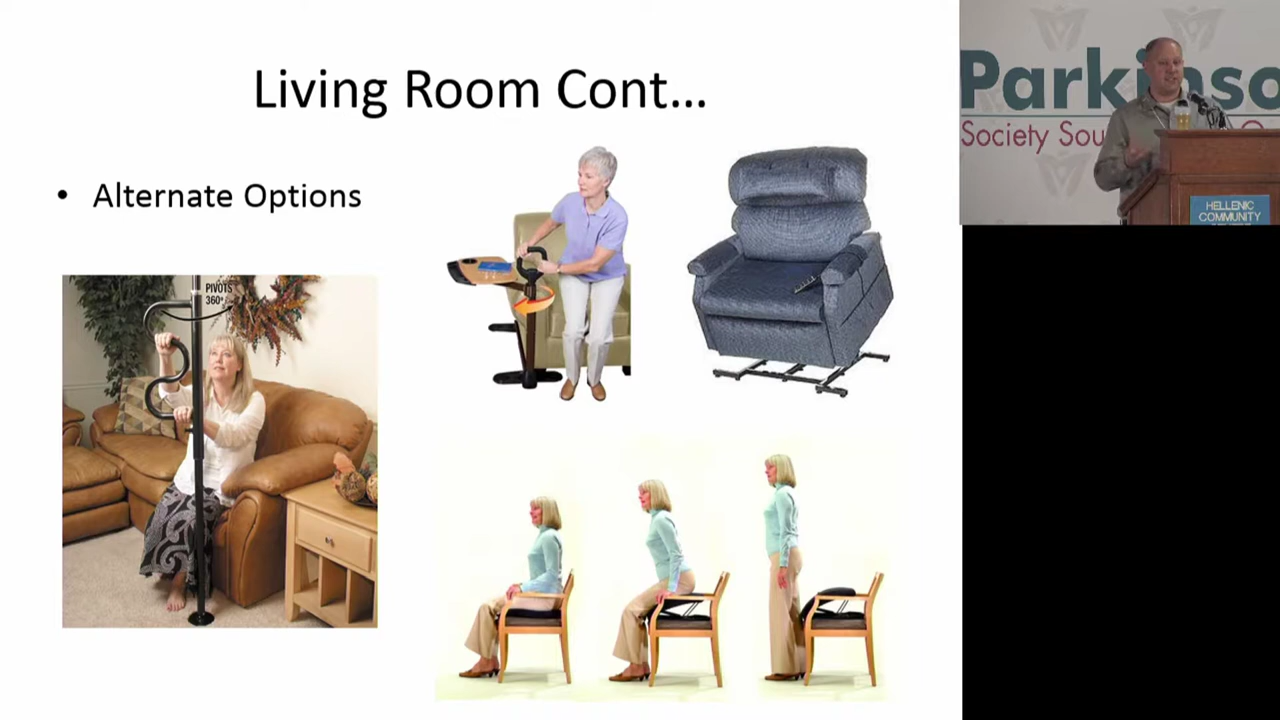 Living Room Cont...
• Alternate Options
PIVOTS
360°
Parkinso
Society Sou
HELLENIC
COMMUNITY